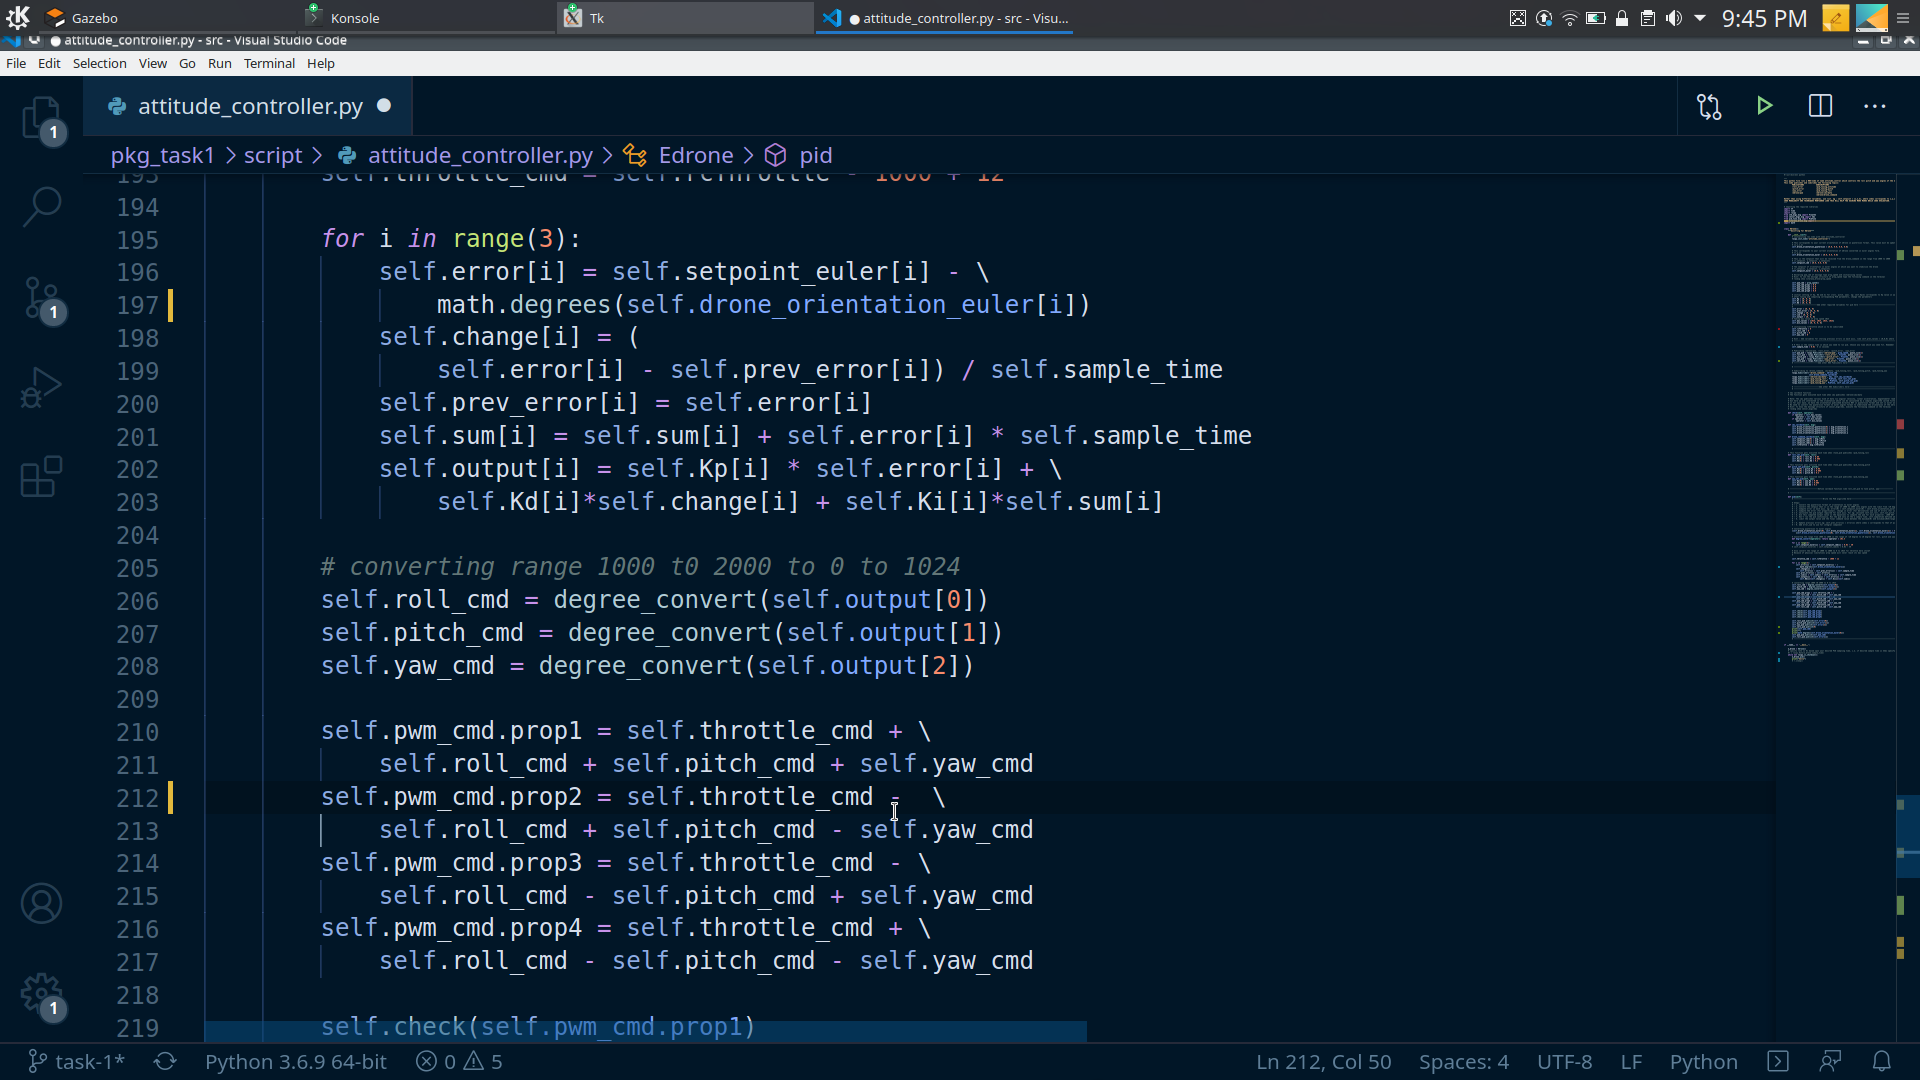 Gazebo
Konsole
Tk
● attitude_controller.py - src - Visu...
9:45 PM
● attitude_controller.py - src - Visual Studio Code
File Edit Selection View Go Run Terminal Help
attitude_controller.py ●
pkg_task1 > script > attitude_controller.py > Edrone > pid
193 self.throttle_cmd = self.rcThrottle - 1000 + 12
194
195 for i in range(3):
196 self.error[i] = self.setpoint_euler[i] - \
197 math.degrees(self.drone_orientation_euler[i])
198 self.change[i] = (
199 self.error[i] - self.prev_error[i]) / self.sample_time
200 self.prev_error[i] = self.error[i]
201 self.sum[i] = self.sum[i] + self.error[i] * self.sample_time
202 self.output[i] = self.Kp[i] * self.error[i] + \
203 self.Kd[i]*self.change[i] + self.Ki[i]*self.sum[i]
204
205 # converting range 1000 t0 2000 to 0 to 1024
206 self.roll_cmd = degree_convert(self.output[0])
207 self.pitch_cmd = degree_convert(self.output[1])
208 self.yaw_cmd = degree_convert(self.output[2])
209
210 self.pwm_cmd.prop1 = self.throttle_cmd + \
211 self.roll_cmd + self.pitch_cmd + self.yaw_cmd
212 self.pwm_cmd.prop2 = self.throttle_cmd -  \
213 self.roll_cmd + self.pitch_cmd - self.yaw_cmd
214 self.pwm_cmd.prop3 = self.throttle_cmd - \
215 self.roll_cmd - self.pitch_cmd + self.yaw_cmd
216 self.pwm_cmd.prop4 = self.throttle_cmd + \
217 self.roll_cmd - self.pitch_cmd - self.yaw_cmd
218
219 self.check(self.pwm_cmd.prop1)
1
1
1
task-1* Python 3.6.9 64-bit 0 5 Ln 212, Col 50 Spaces: 4 UTF-8 LF Python